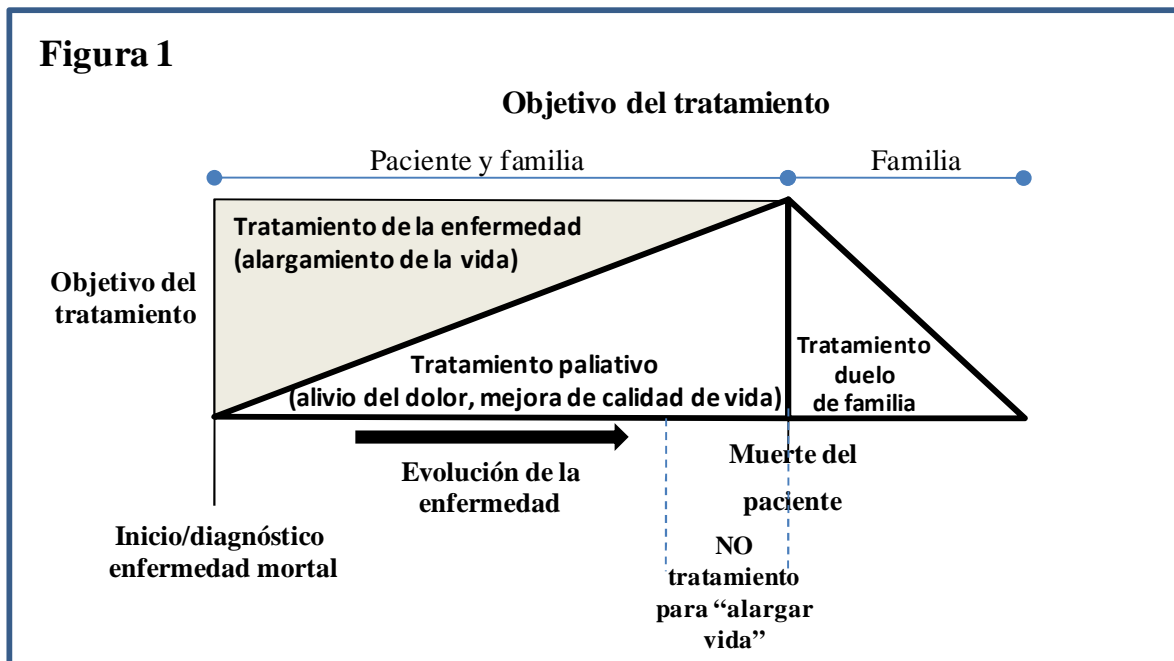 Figura 1
Objetivo del tratamiento
Paciente y familia
Familia
Tratamiento de la enfermedad
(alargamiento de la vida)
Objetivo del
tratamiento
Tratamiento paliativo
(alivio del dolor, mejora de calidad de vida)
Tratamiento
duelo
de familia
Evolución de la
enfermedad
Muerte del
paciente
Inicio/diagnóstico
enfermedad mortal
NO
tratamiento
para “alargar
vida”